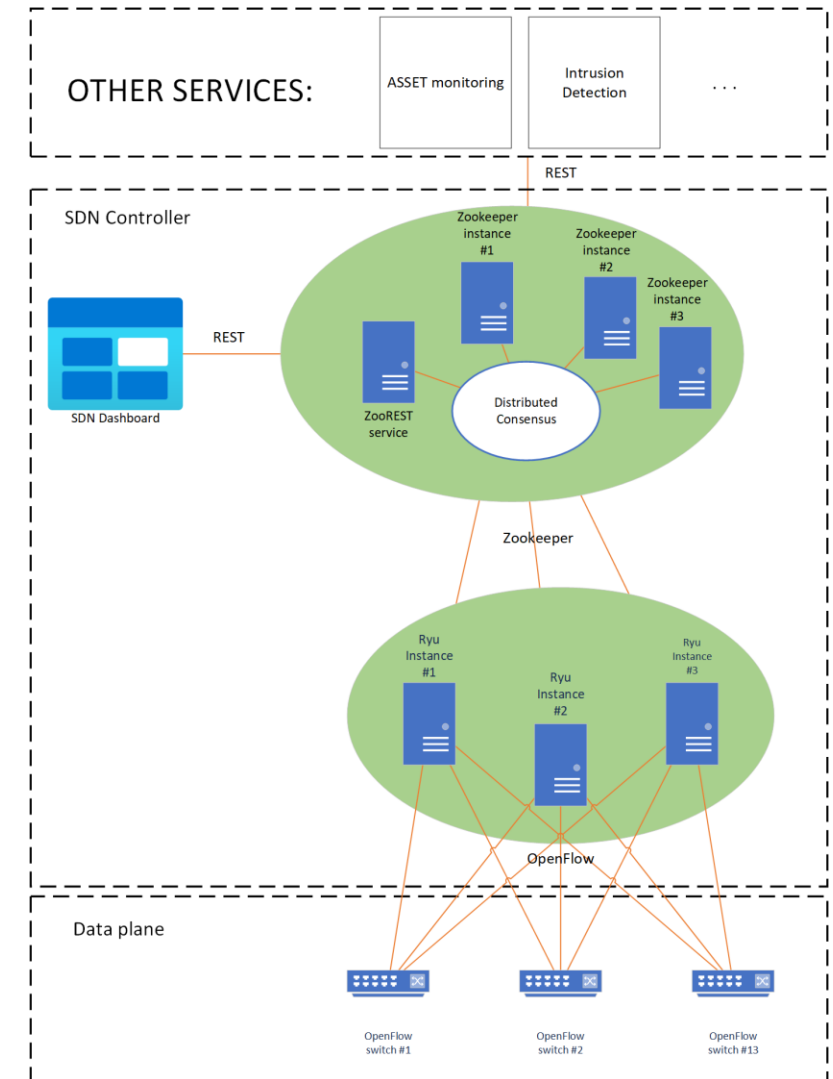 OTHER SERVICES:
ASSET monitoring
Intrusion
Detection
. . .
REST
SDN Controller
Zookeeper
instance
#1
Zookeeper
instance
#2
Zookeeper
instance
#3
REST
SDN Dashboard
ZooREST
service
Distributed
Consensus
Zookeeper
Ryu
Instance
#1
Ryu
Instance
#2
Ryu
Instance
#3
OpenFlow
Data plane
OpenFlow
switch #1
OpenFlow
switch #2
OpenFlow
switch #13